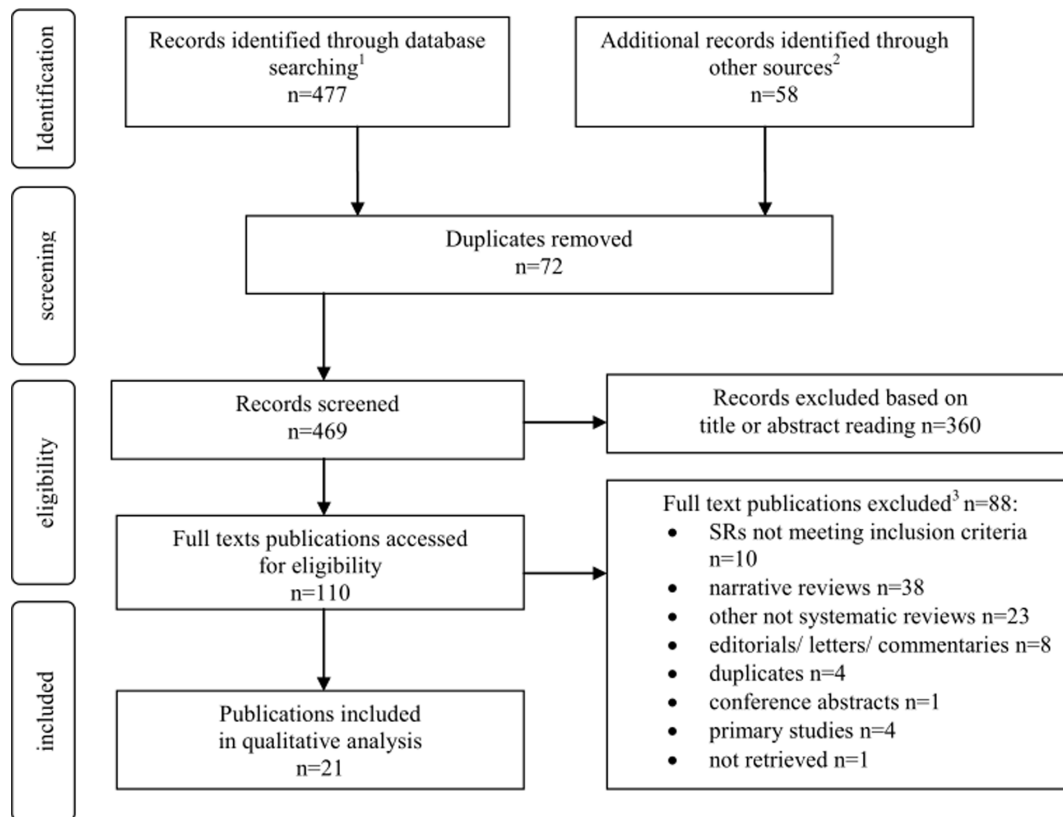 Identification
Records identified through database
searching1
n=477
Additional records identified through
other sources2
n=58
screening
Duplicates removed
n=72
eligibility
Records screened
n=469
Records excluded based on
title or abstract reading n=360
Full texts publications accessed
for eligibility
n=110
Full text publications excluded3 n=88:
• SRs not meeting inclusion criteria
n=10
• narrative reviews n=38
• other not systematic reviews n=23
• editorials/ letters/ commentaries n=8
• duplicates n=4
• conference abstracts n=1
• primary studies n=4
• not retrieved n=1
included
Publications included
in qualitative analysis
n=21